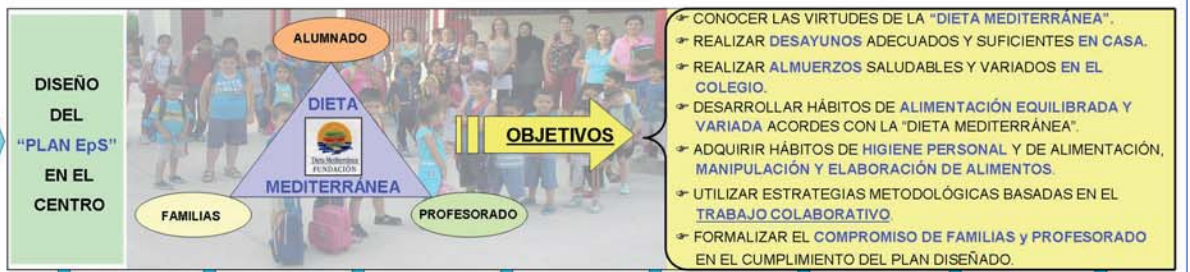 DISEÑO
DEL
“PLAN EpS”
EN EL
CENTRO
ALUMNADO
DIETA
Dieta Mediterránea
FUNDACIÓN
MEDITERRÁNEA
FAMILIAS
PROFESORADO
OBJETIVOS
☞ CONOCER LAS VIRTUDES DE LA “DIETA MEDITERRÁNEA”.
☞ REALIZAR DESAYUNOS ADECUADOS Y SUFICIENTES EN CASA.
☞ REALIZAR ALMUERZOS SALUDABLES Y VARIADOS EN EL
COLEGIO.
☞ DESARROLLAR HÁBITOS DE ALIMENTACIÓN EQUILIBRADA Y
VARIADA ACORDES CON LA “DIETA MEDITERRÁNEA”.
☞ ADQUIRIR HÁBITOS DE HIGIENE PERSONAL Y DE ALIMENTACIÓN,
MANIPULACIÓN Y ELABORACIÓN DE ALIMENTOS.
☞ UTILIZAR ESTRATEGIAS METODOLÓGICAS BASADAS EN EL
TRABAJO COLABORATIVO.
☞ FORMALIZAR EL COMPROMISO DE FAMILIAS y PROFESORADO
EN EL CUMPLIMIENTO DEL PLAN DISEÑADO.